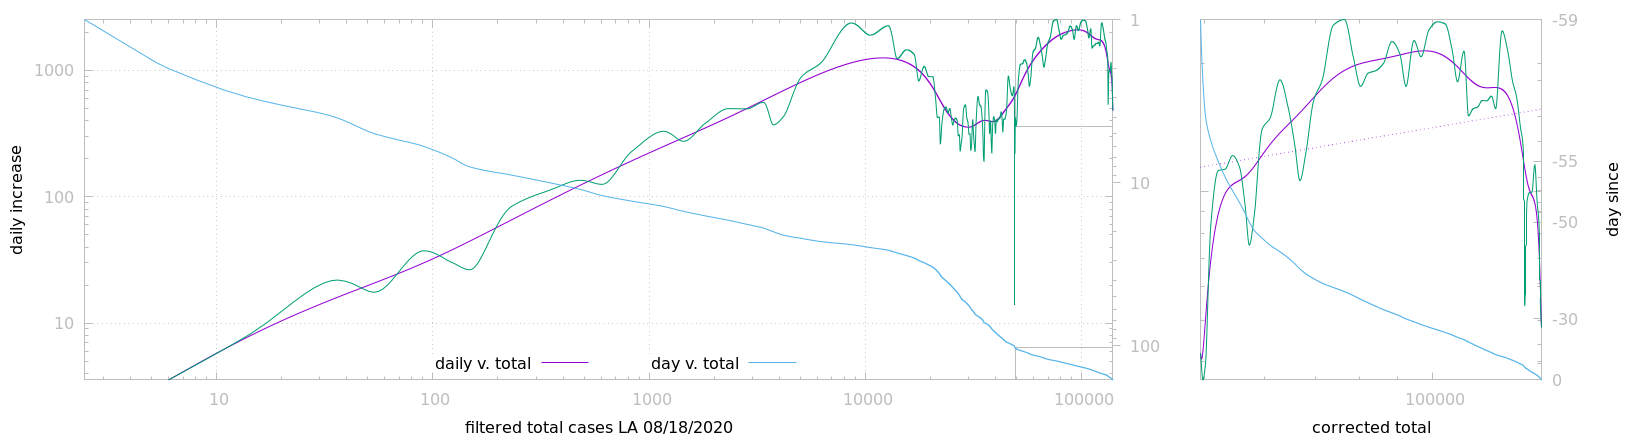 1000
100
10
daily increase
daily v. total
day v. total
10
100
1000
10000
100000
filtered total cases LA 08/18/2020
1
10
100
-59
-55
-50
-30
0
day since
100000
corrected total